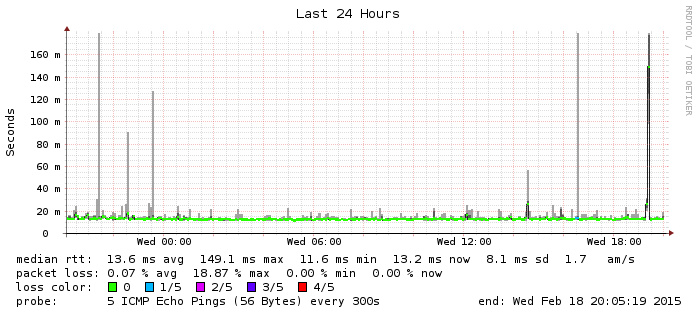 Last 24 Hours
RRDTOOL / TOBI OETIKER
Seconds
160 m
140 m
120 m
100 m
80 m
60 m
40 m
20 m
0
Wed 00:00 Wed 06:00 Wed 12:00 Wed 18:00
median rtt: 13.6 ms avg 149.1 ms max 11.6 ms min 13.2 ms now 8.1 ms sd 1.7 am/s
packet loss: 0.07 % avg 18.87 % max 0.00 % min 0.00 % now
loss color: 0 1/5 2/5 3/5 4/5
probe: 5 ICMP Echo Pings (56 Bytes) every 300s end: Wed Feb 18 20:05:19 2015